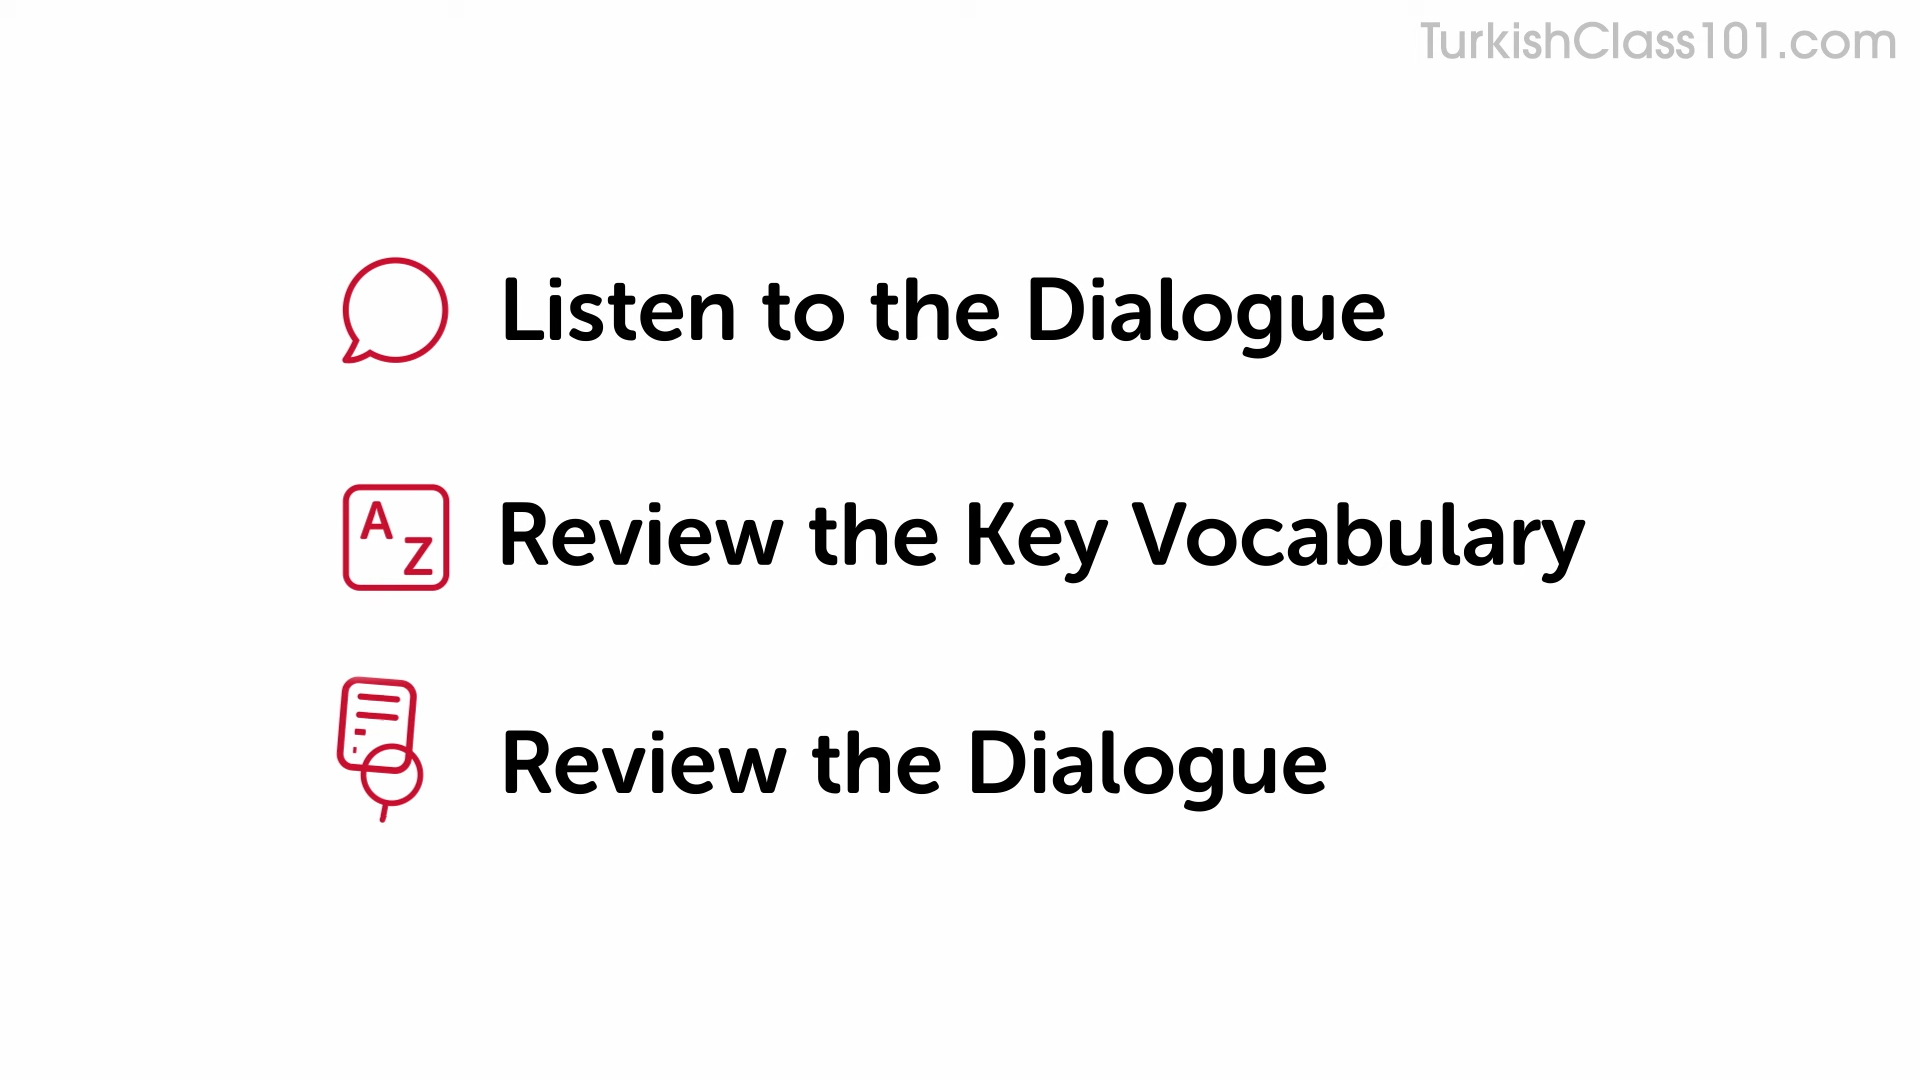 TurkishClass101.com
Listen to the Dialogue
A
Z
Review the Key Vocabulary
Review the Dialogue